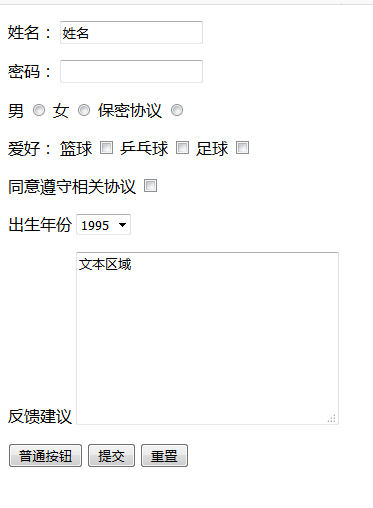 姓名： 姓名
密码：
男 女 保密协议
爱好： 篮球 乒乓球 足球
同意遵守相关协议
出生年份 1995
文本区域
反馈建议
普通按钮 提交 重置